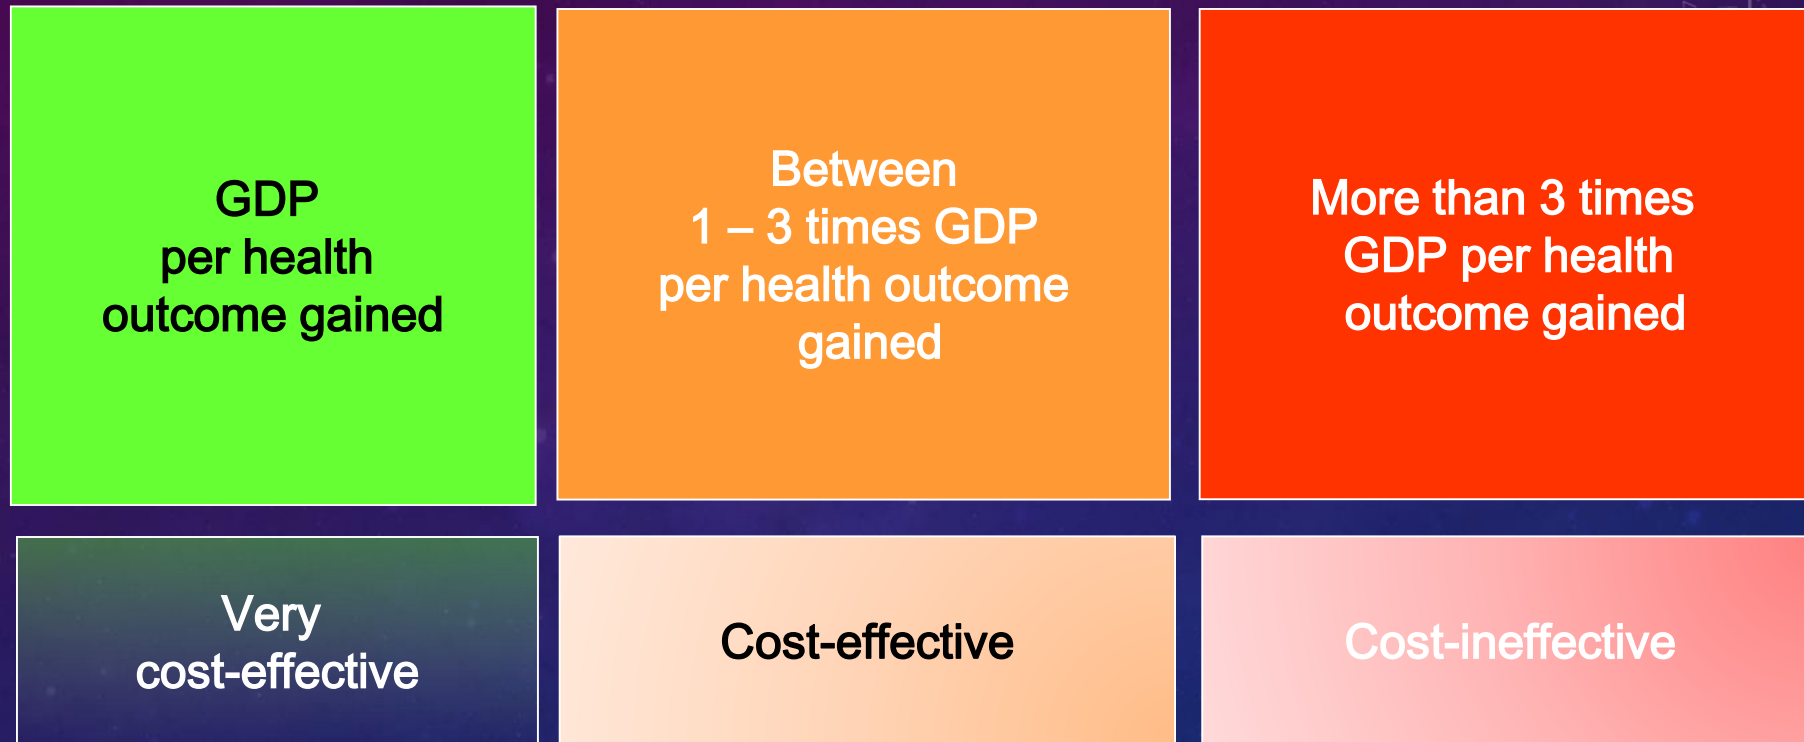 GDP
per health
outcome gained
Between
1 – 3 times GDP
per health outcome
gained
More than 3 times
GDP per health
outcome gained
Very
cost-effective
Cost-effective
Cost-ineffective